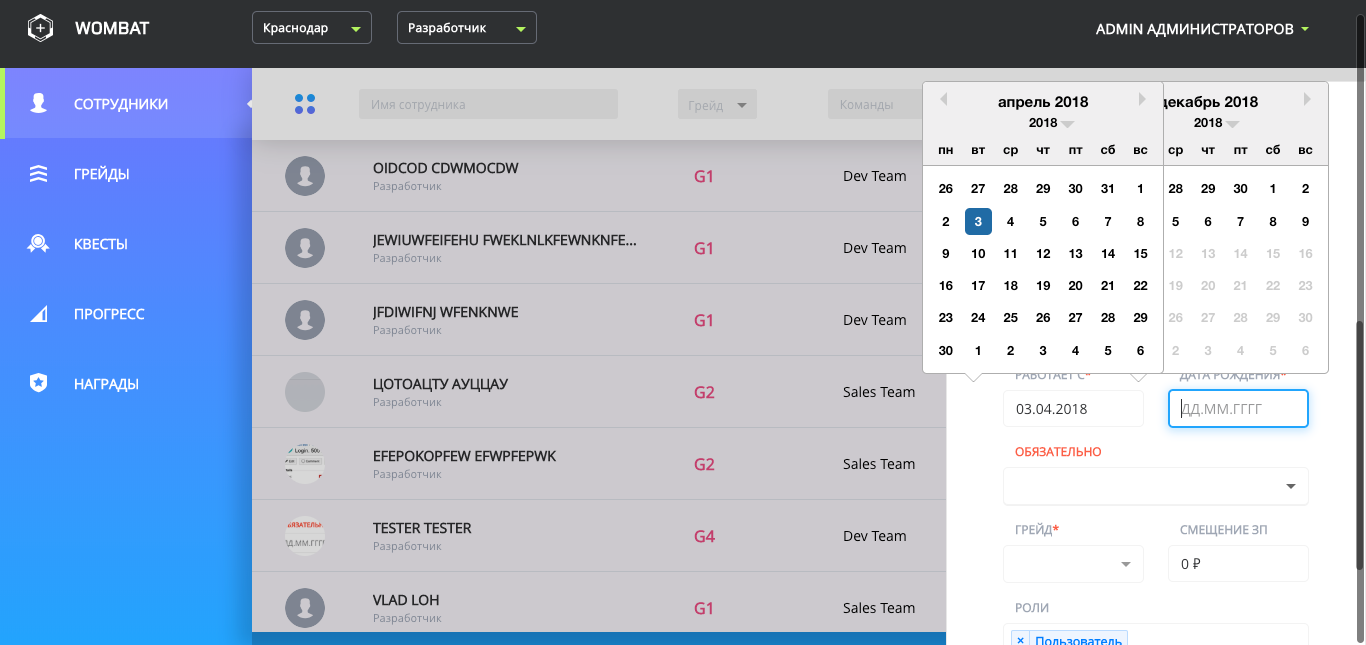 WOMBAT
Краснодар
Разработчик
ADMIN АДМИНИСТРАТОРОВ
СОТРУДНИКИ
ГРЕЙДЫ
КВЕСТЫ
ПРОГРЕСС
НАГРАДЫ
Имя сотрудника
Грейд
Команды
OIDCOD CDWMOCDW
Разработчик
G1
Dev Team
JEWIUWFEIFEHU FWEKLNLKFEWNKNFE...
Разработчик
G1
Dev Team
JFDIWIFNJ WFENKNWE
Разработчик
G1
Dev Team
ЦОТОАЦТУ АУЦЦАУ
Разработчик
G2
Sales Team
EFEPOKOPFEW EFWPFEPWK
Разработчик
G2
Sales Team
TESTER TESTER
Разработчик
G4
Dev Team
VLAD LOH
Разработчик
G1
Sales Team
апрель 2018
2018
пн вт ср чт пт сб вс
26 27 28 29 30 31 1
2 3 4 5 6 7 8
9 10 11 12 13 14 15
16 17 18 19 20 21 22
23 24 25 26 27 28 29
30 1 2 3 4 5 6
декабрь 2018
2018
ср чт пт сб вс
28 29 30 1 2
5 6 7 8 9
12 13 14 15 16
19 20 21 22 23
26 27 28 29 30
2 3 4 5 6
РАБОТАЕТ С*
ДАТА РОЖДЕНИЯ*
03.04.2018
ДД.ММ.ГГГГ
ОБЯЗАТЕЛЬНО
ГРЕЙД*
СМЕЩЕНИЕ ЗП
0 ₽
РОЛИ
× Пользователь